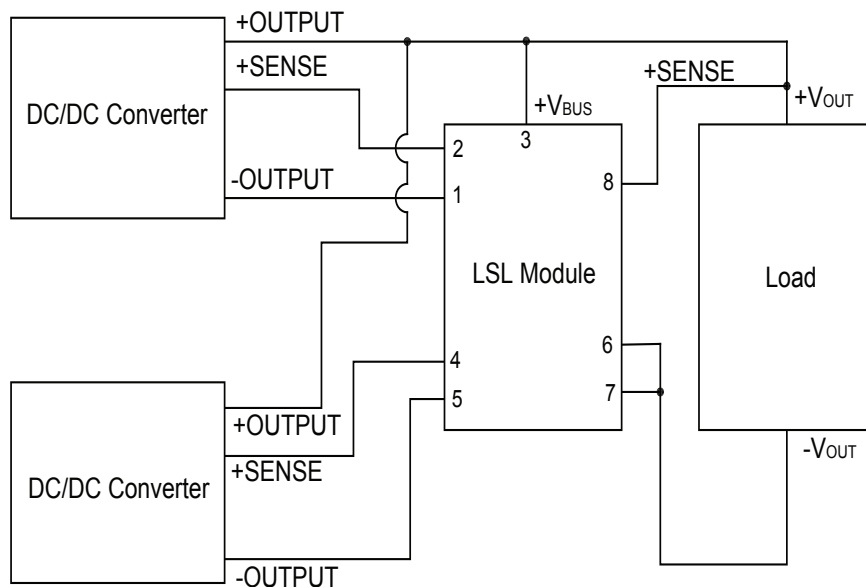 +OUTPUT
+SENSE
DC/DC Converter
-OUTPUT
+SENSE
+VBUS
+VOUT
2
3
1
8
LSL Module
Load
6
4
7
5
+OUTPUT
+SENSE
-VOUT
DC/DC Converter
-OUTPUT